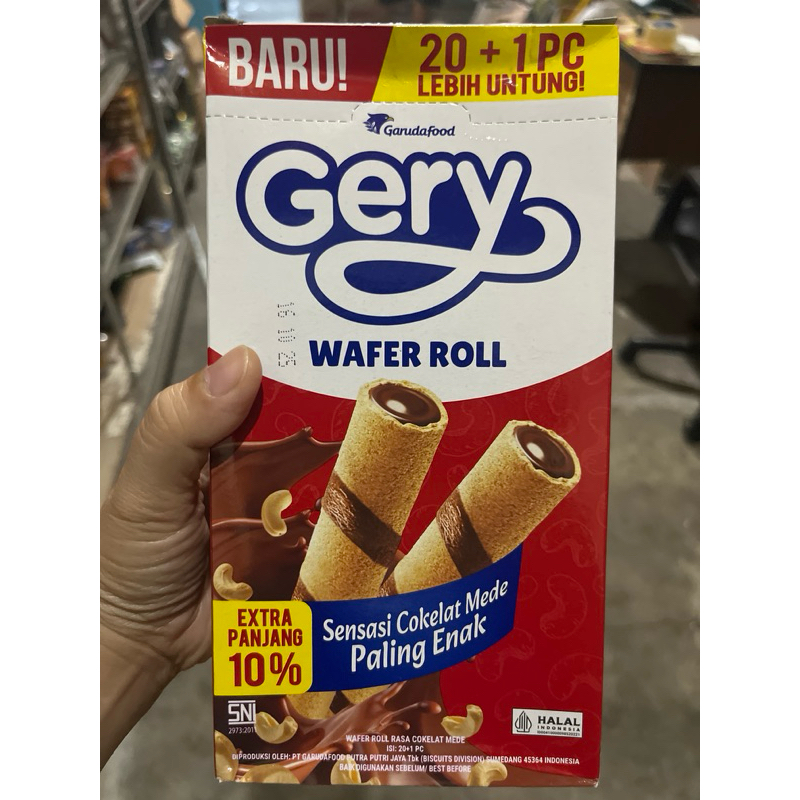 BARU!
20 + 1 PC
LEBIH UNTUNG!
Garudafood
Gery
WAFER ROLL
Sensasi Cokelat Mede
Paling Enak
EXTRA
PANJANG
10%
SNI
HALAL
INDONESIA
WAFER ROLL RASA COKELAT MEDE
ISI: 20+1 PC
DIPRODUKSI OLEH: PT GARUDAFOOD PUTRA PUTRI JAYA Tbk (BISCUITS DIVISION) SUMEDANG 45364 INDONESIA
BAIK DIGUNAKAN SEBELUM/ BEST BEFORE